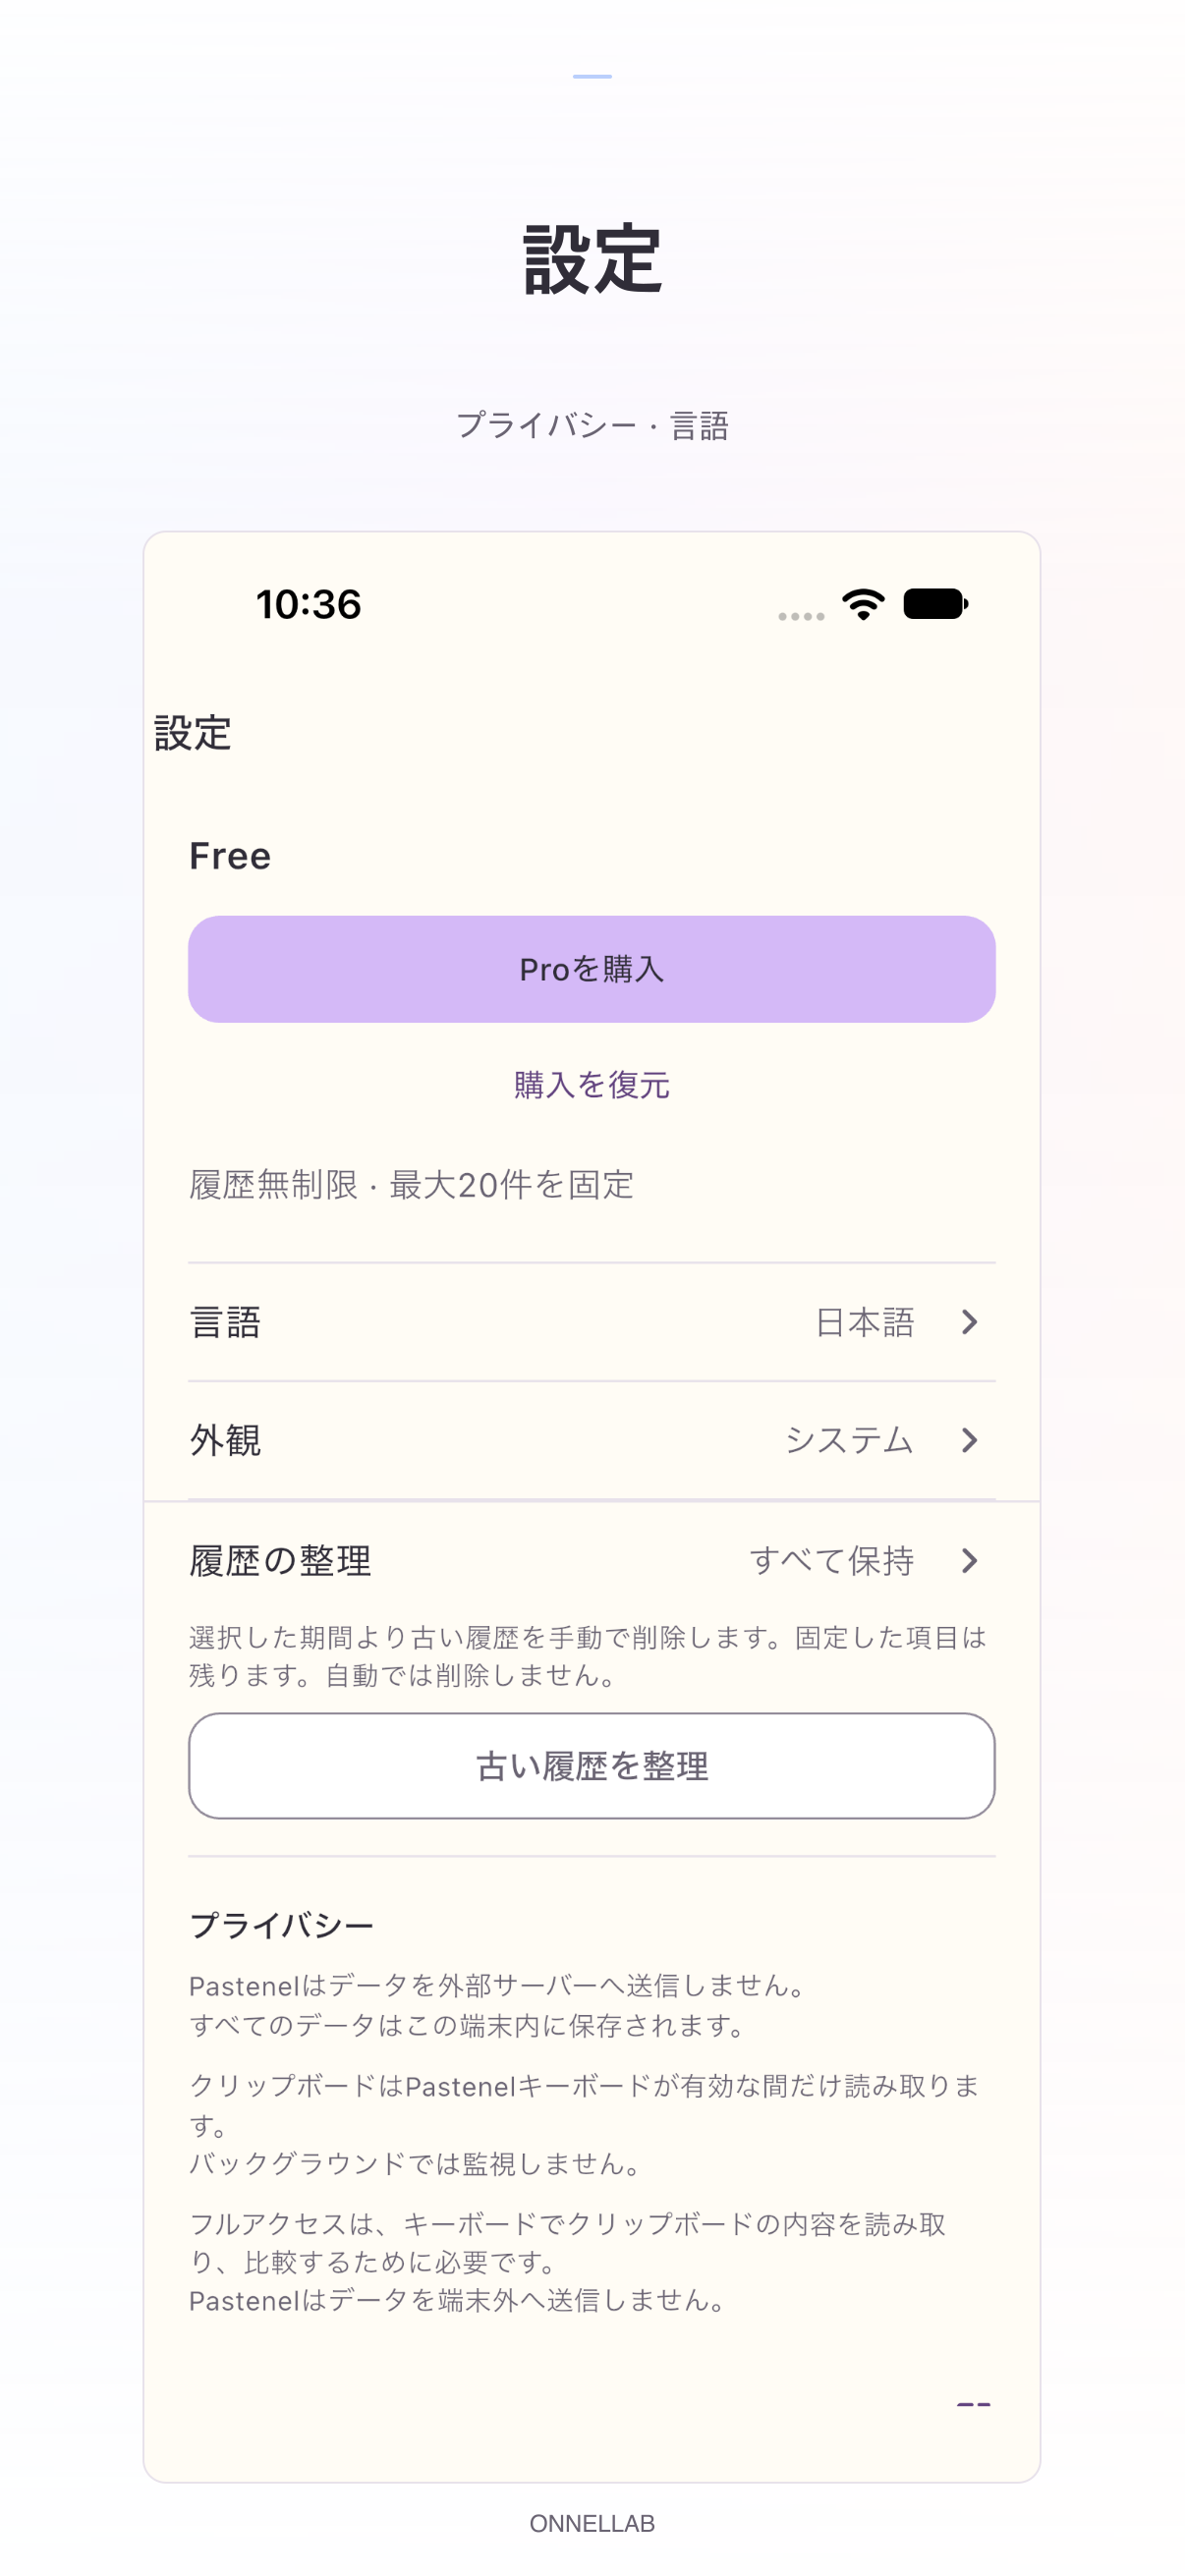 設定
プライバシー · 言語
10:36
設定
Free
Proを購入
購入を復元
履歴無制限 · 最大20件を固定
言語 日本語
外観 システム
履歴の整理 すべて保持
選択した期間より古い履歴を手動で削除します。固定した項目は
残ります。自動では削除しません。
古い履歴を整理
プライバシー
Pastenelはデータを外部サーバーへ送信しません。
すべてのデータはこの端末内に保存されます。
クリップボードはPastenelキーボードが有効な間だけ読み取りま
す。
バックグラウンドでは監視しません。
フルアクセスは、キーボードでクリップボードの内容を読み取
り、比較するために必要です。
Pastenelはデータを端末外へ送信しません。
ONNELLAB